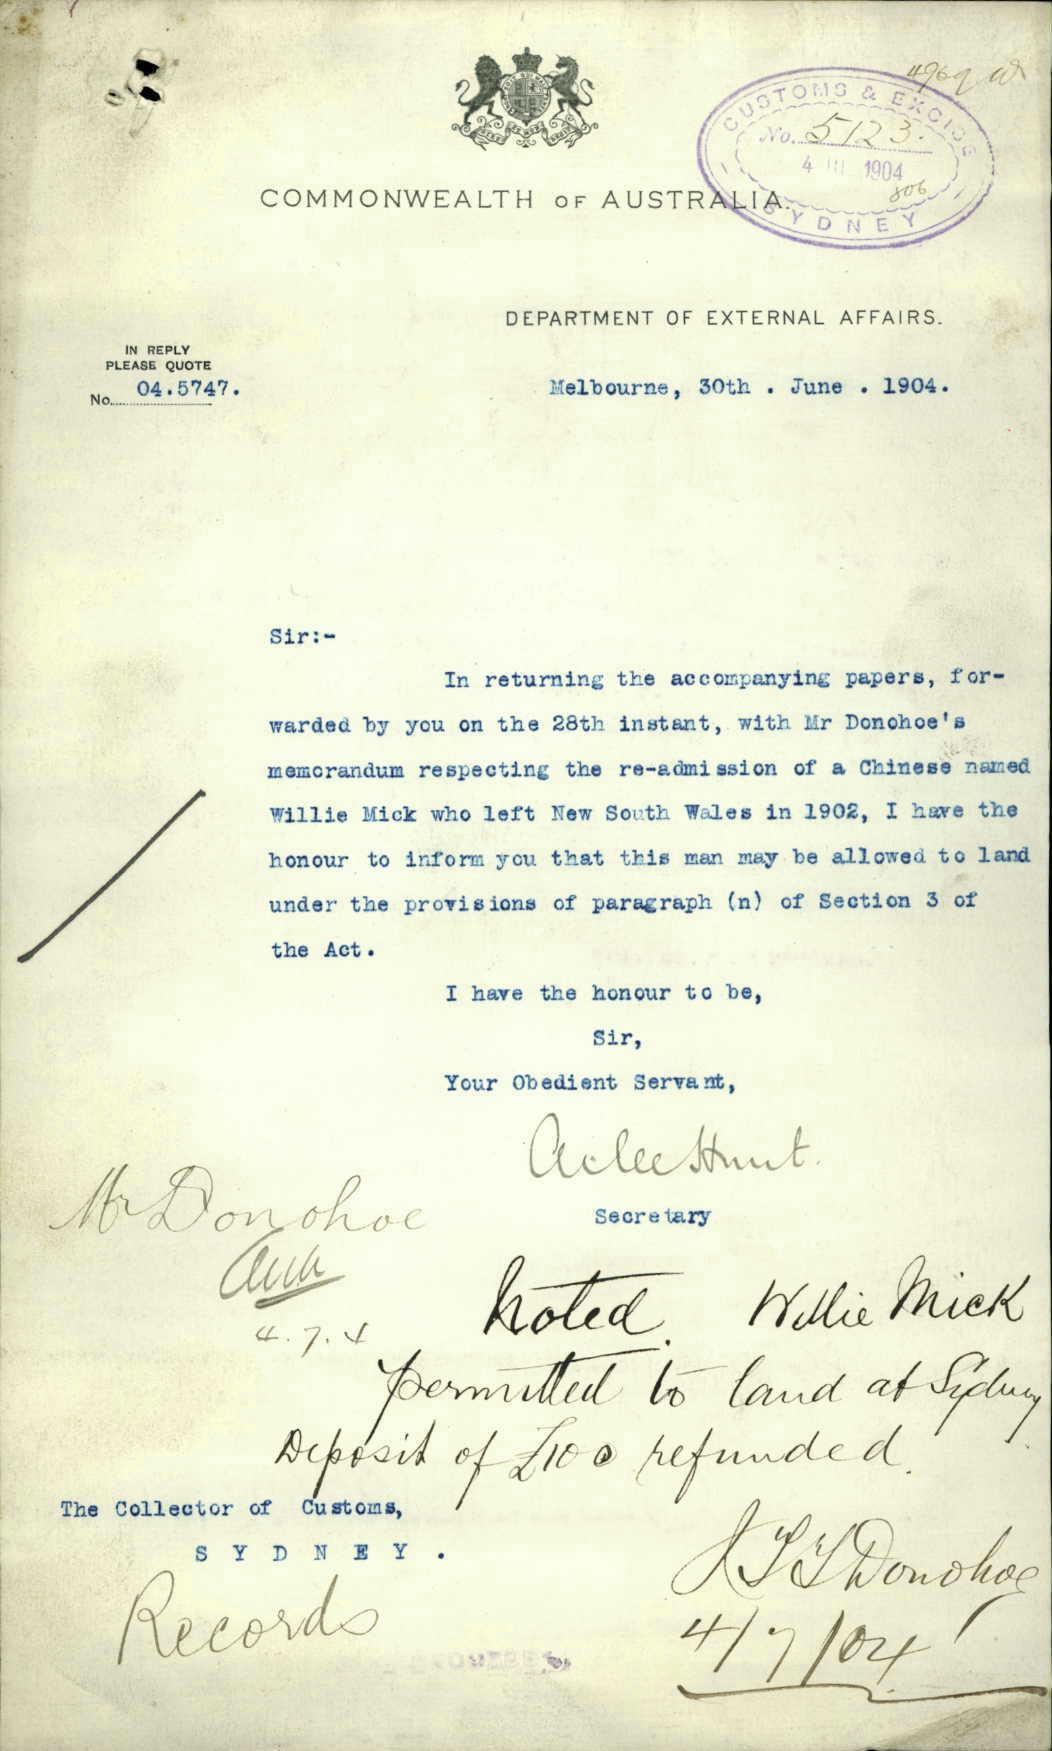 4969
CUSTOMS & EXCISE
No. 5123.
4 JUL 1904
806
SYDNEY
COMMONWEALTH OF AUSTRALIA.
DEPARTMENT OF EXTERNAL AFFAIRS.
IN REPLY
PLEASE QUOTE
No. 04.5747.
Melbourne, 30th . June . 1904.
Sir:-
In returning the accompanying papers, for-
warded by you on the 28th instant, with Mr Donohoe's
memorandum respecting the re-admission of a Chinese named
Willie Mick who left New South Wales in 1902, I have the
honour to inform you that this man may be allowed to land
under the provisions of paragraph (n) of Section 3 of
the Act.
I have the honour to be,
Sir,
Your Obedient Servant,
Atlee Hunt.
Secretary
Mr Donohoe
4.7.4
Noted. Willie Mick
permitted to land at Sydney
Deposit of £100 refunded.
The Collector of Customs,
SYDNEY.
J T T Donohoe
4/7/04
Records